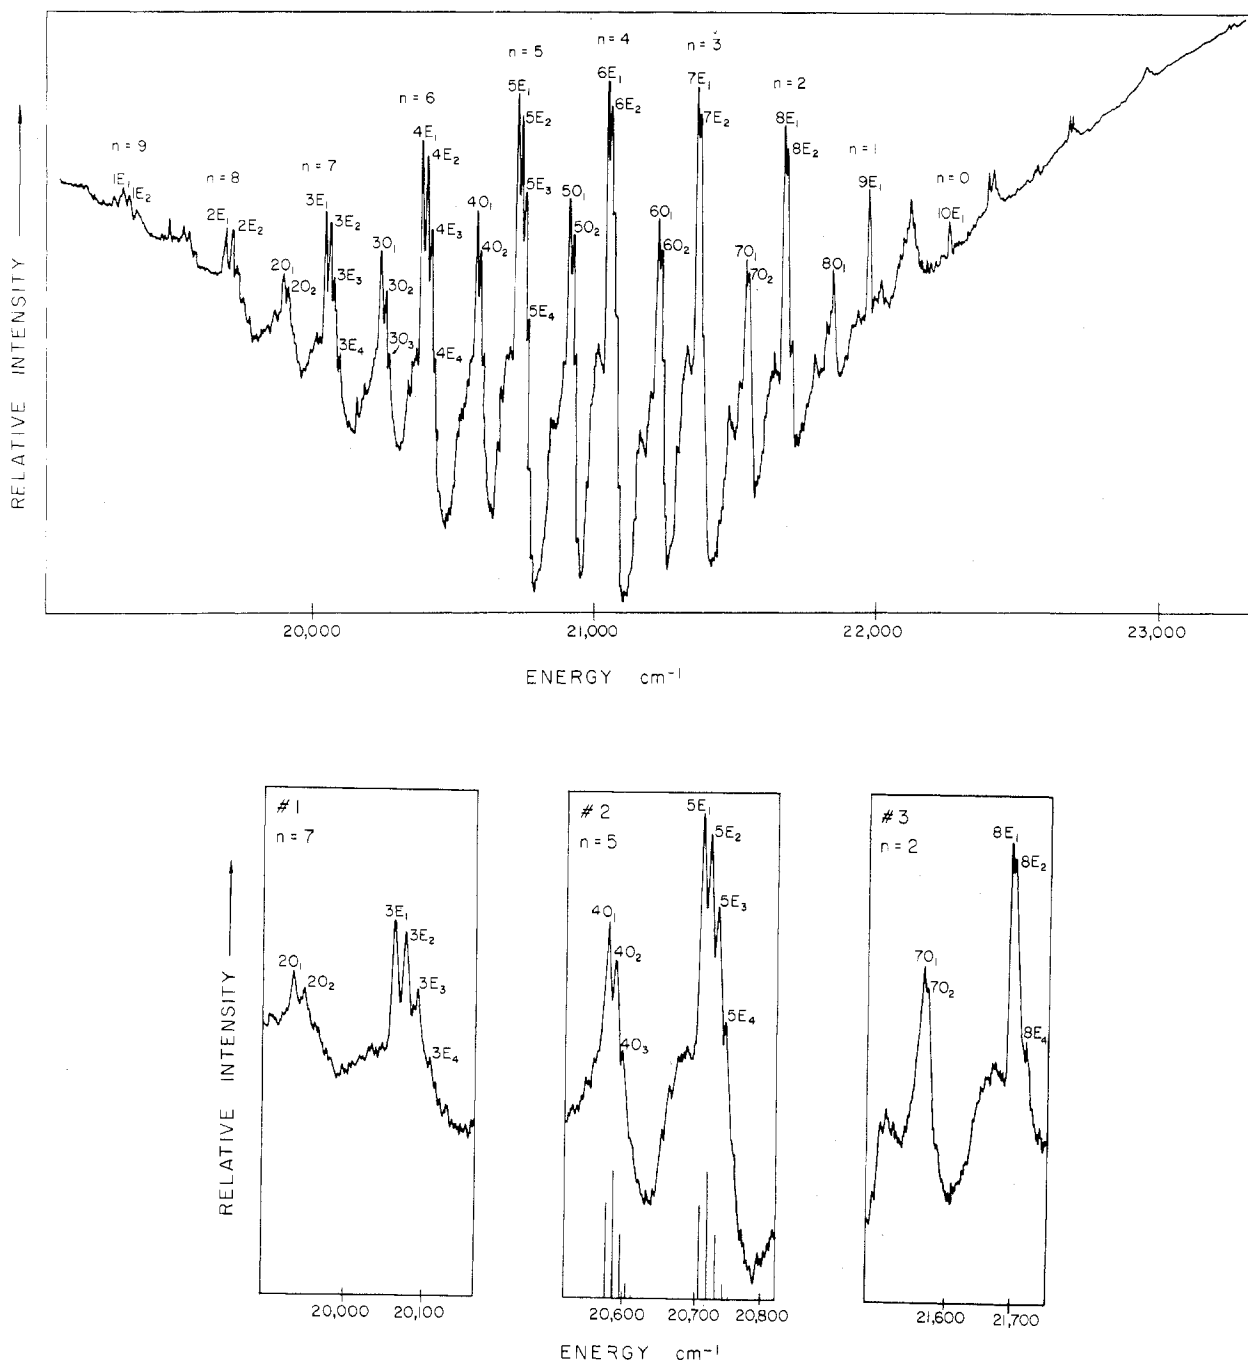 n = 9
n = 8
n = 7
n = 6
n = 5
n = 4
n = 3
n = 2
n = 1
n = 0
1E1
1E2
2E1
2E2
2O1
2O2
3E1
3E2
3E3
3E4
3O1
3O2
3O3
4E1
4E2
4E3
4E4
4O1
4O2
5E1
5E2
5E3
5E4
5O1
5O2
6E1
6E2
6O1
6O2
7E1
7E2
7O1
7O2
8E1
8E2
8O1
9E1
10E1
RELATIVE INTENSITY
20,000
21,000
22,000
23,000
ENERGY cm-1
#1
n = 7
2O1
2O2
3E1
3E2
3E3
3E4
RELATIVE INTENSITY
20,000
20,100
#2
n = 5
4O1
4O2
4O3
5E1
5E2
5E3
5E4
20,600
20,700
20,800
#3
n = 2
7O1
7O2
8E1
8E2
8E4
21,600
21,700
ENERGY cm-1